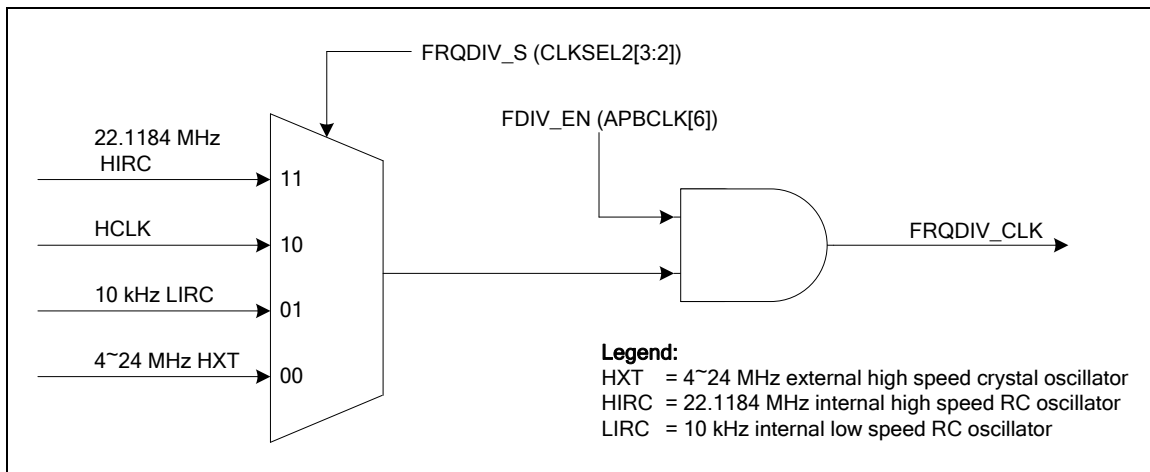 FRQDIV_S (CLKSEL2[3:2])
FDIV_EN (APBCLK[6])
22.1184 MHz
HIRC
11
HCLK
10
10 kHz LIRC
01
4~24 MHz HXT
00
FRQDIV_CLK
Legend:
HXT = 4~24 MHz external high speed crystal oscillator
HIRC = 22.1184 MHz internal high speed RC oscillator
LIRC = 10 kHz internal low speed RC oscillator